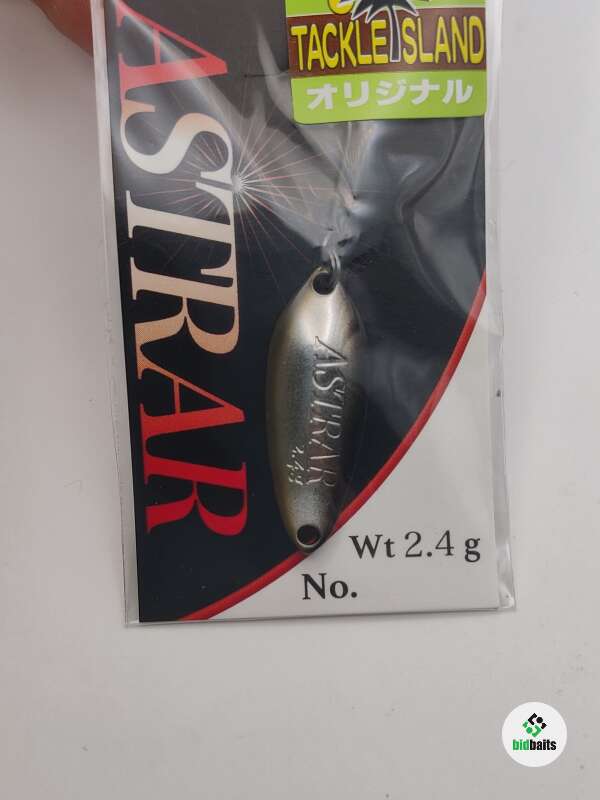 TACKLE ISLAND
オリジナル
ASTRAR
ASTRAR
2.4g
Wt 2.4 g
No.
bidbaits